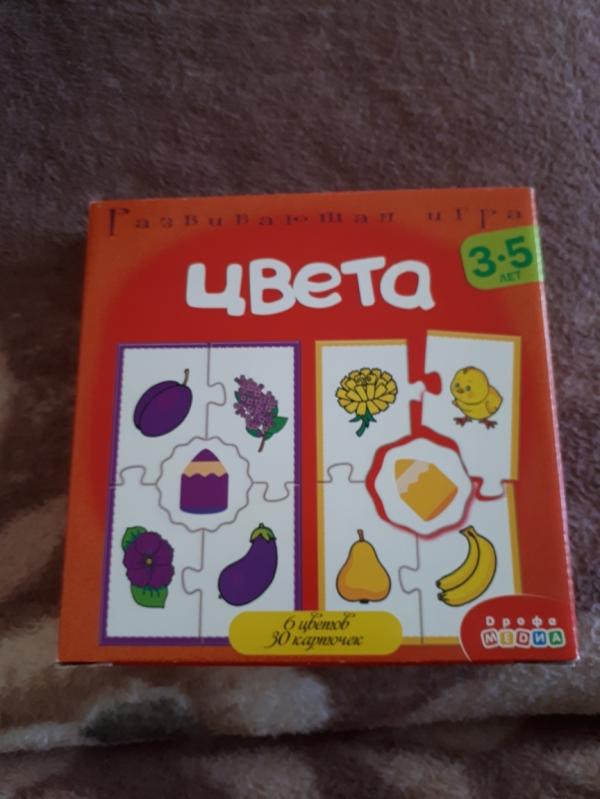 Развивающая игра
3-5
ЛЕТ
цвета
6 цветов
30 карточек
Дрофа
МЕДИА